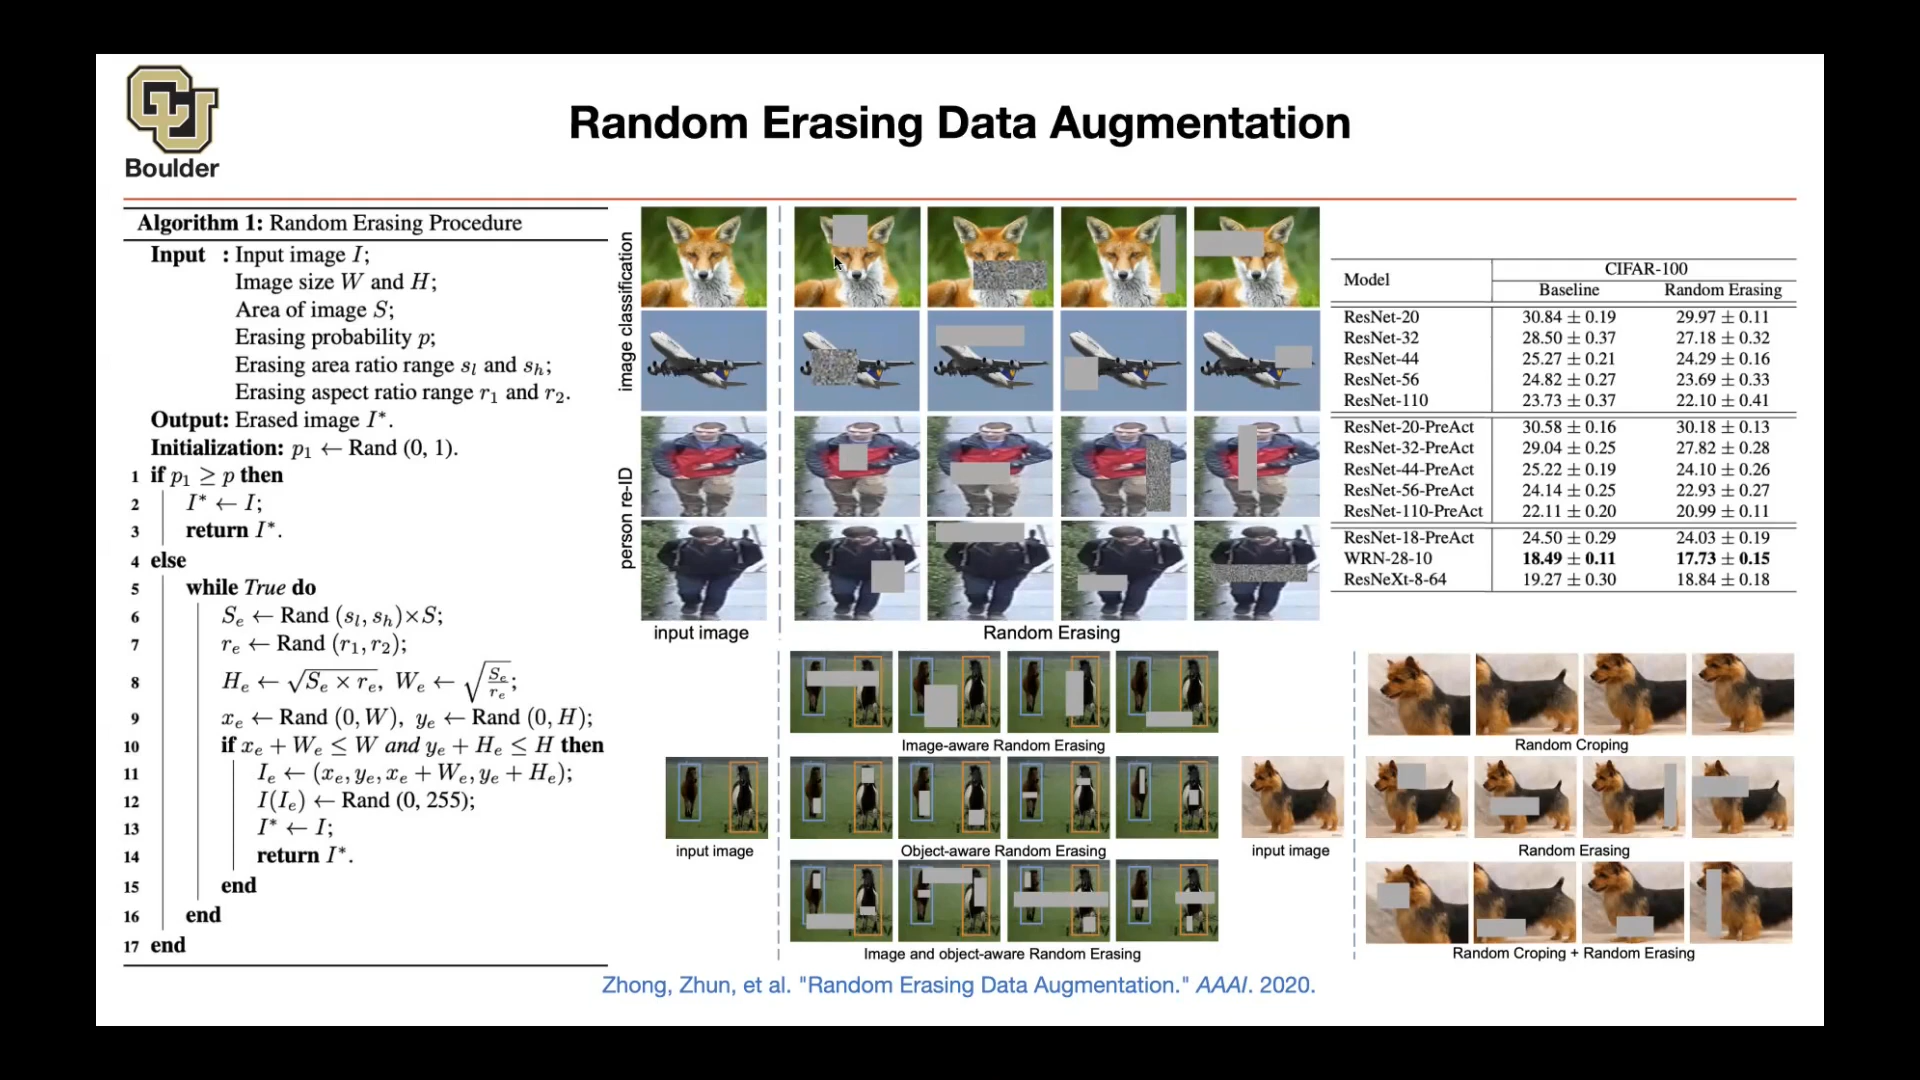 Boulder
Random Erasing Data Augmentation
Algorithm 1: Random Erasing Procedure
Input : Input image I;
Image size W and H;
Area of image S;
Erasing probability p;
Erasing area ratio range s_l and s_h;
Erasing aspect ratio range r_1 and r_2.
Output: Erased image I*.
Initialization: p_1 ← Rand (0, 1).
1 if p_1 ≥ p then
2 I* ← I;
3 return I*.
4 else
5 while True do
6 S_e ← Rand (s_l, s_h)×S;
7 r_e ← Rand (r_1, r_2);
8 H_e ← √(S_e × r_e), W_e ← √(S_e/r_e);
9 x_e ← Rand (0, W), y_e ← Rand (0, H);
10 if x_e + W_e ≤ W and y_e + H_e ≤ H then
11 I_e ← (x_e, y_e, x_e + W_e, y_e + H_e);
12 I(I_e) ← Rand (0, 255);
13 I* ← I;
14 return I*.
15 end
16 end
17 end
image classification
person re-ID
input image
Random Erasing
Model CIFAR-100
Baseline Random Erasing
ResNet-20 30.84 ± 0.19 29.97 ± 0.11
ResNet-32 28.50 ± 0.37 27.18 ± 0.32
ResNet-44 25.27 ± 0.21 24.29 ± 0.16
ResNet-56 24.82 ± 0.27 23.69 ± 0.33
ResNet-110 23.73 ± 0.37 22.10 ± 0.41
ResNet-20-PreAct 30.58 ± 0.16 30.18 ± 0.13
ResNet-32-PreAct 29.04 ± 0.25 27.82 ± 0.28
ResNet-44-PreAct 25.22 ± 0.19 24.10 ± 0.26
ResNet-56-PreAct 24.14 ± 0.25 22.93 ± 0.27
ResNet-110-PreAct 22.11 ± 0.20 20.99 ± 0.11
ResNet-18-PreAct 24.50 ± 0.29 24.03 ± 0.19
WRN-28-10 18.49 ± 0.11 17.73 ± 0.15
ResNeXt-8-64 19.27 ± 0.30 18.84 ± 0.18
Image-aware Random Erasing
input image
Object-aware Random Erasing
Image and object-aware Random Erasing
Random Croping
input image
Random Erasing
Random Croping + Random Erasing
Zhong, Zhun, et al. "Random Erasing Data Augmentation." AAAI. 2020.